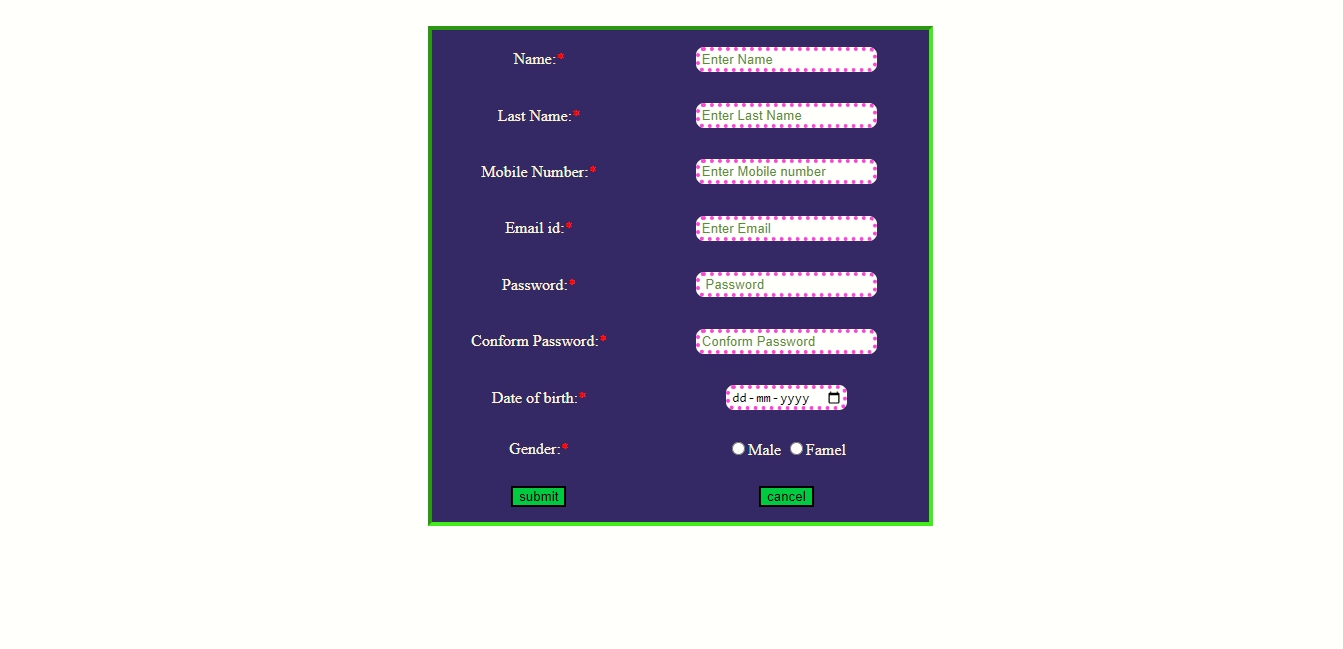 Name:* Enter Name
Last Name:* Enter Last Name
Mobile Number:* Enter Mobile number
Email id:* Enter Email
Password:* Password
Conform Password:* Conform Password
Date of birth:* dd-mm-yyyy
Gender:* Male Famel
submit cancel